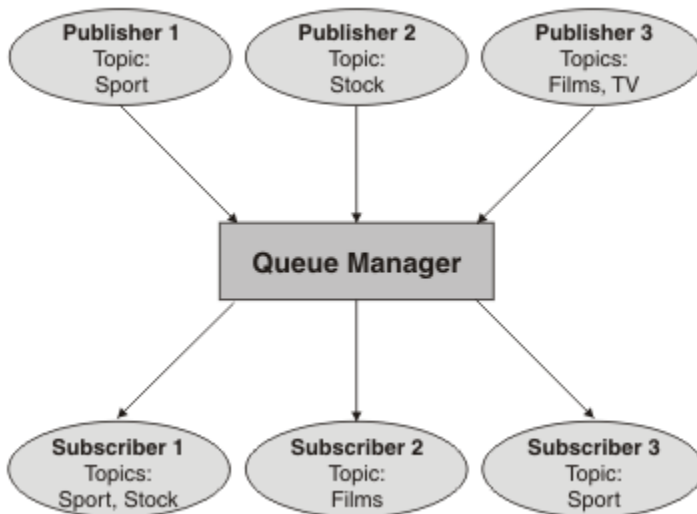 Publisher 1
Topic:
Sport
Publisher 2
Topic:
Stock
Publisher 3
Topics:
Films, TV
Queue Manager
Subscriber 1
Topics:
Sport, Stock
Subscriber 2
Topic:
Films
Subscriber 3
Topic:
Sport